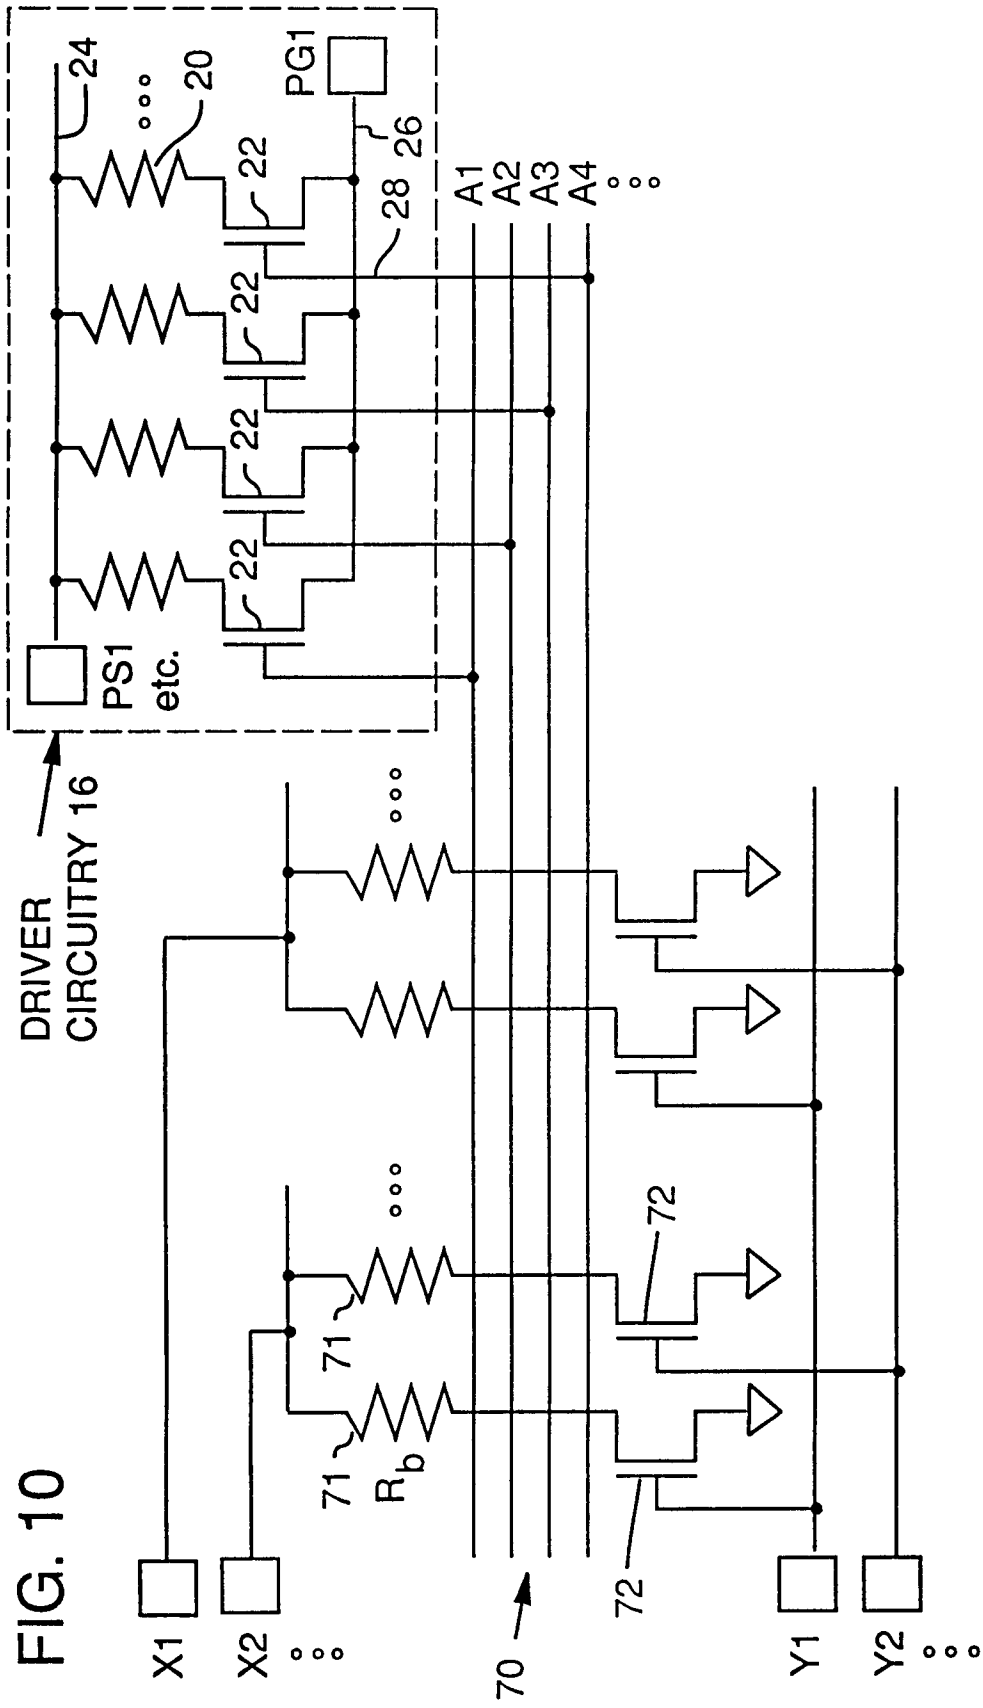 FIG. 10
DRIVER
CIRCUITRY 16
PS1
etc.
24
20
22
22
22
22
PG1
26
28
A1
A2
A3
A4
X1
X2
71
71
Rb
70
72
72
Y1
Y2